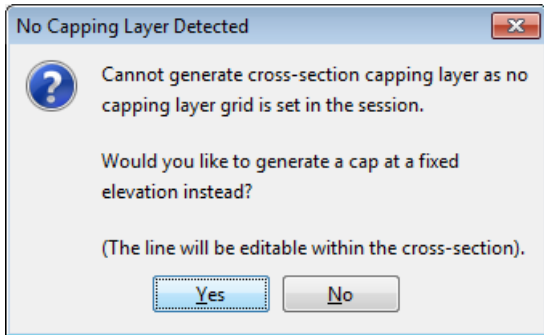 No Capping Layer Detected
Cannot generate cross-section capping layer as no
capping layer grid is set in the session.
Would you like to generate a cap at a fixed
elevation instead?
(The line will be editable within the cross-section).
Yes
No